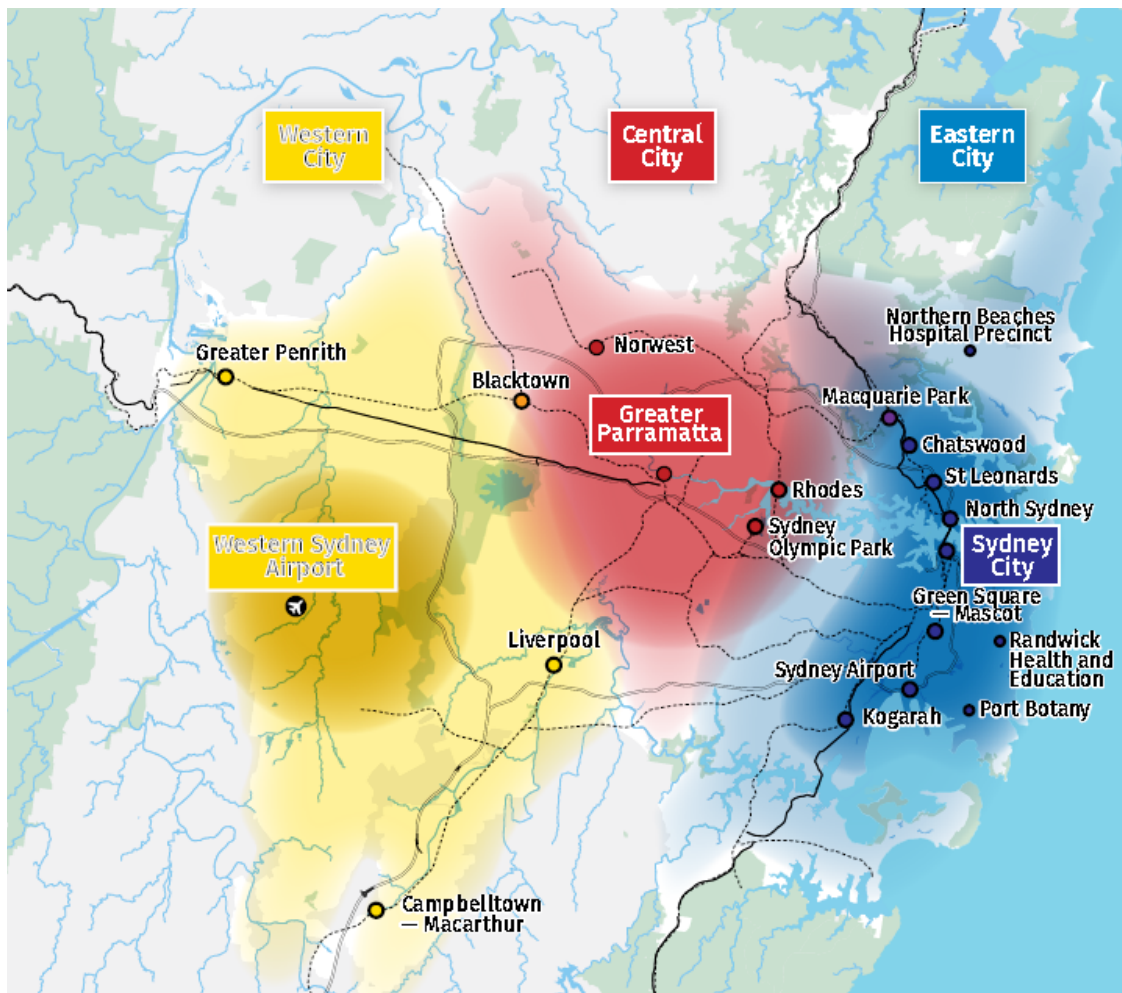 Western
City
Central
City
Eastern
City
Northern Beaches
Hospital Precinct
Greater Penrith
Norwest
Blacktown
Macquarie Park
Greater
Parramatta
Chatswood
St Leonards
Rhodes
North Sydney
Sydney
Olympic Park
Sydney
City
Western Sydney
Airport
Green Square
— Mascot
Liverpool
Randwick
Health and
Education
Sydney Airport
Kogarah
Port Botany
Campbelltown
— Macarthur